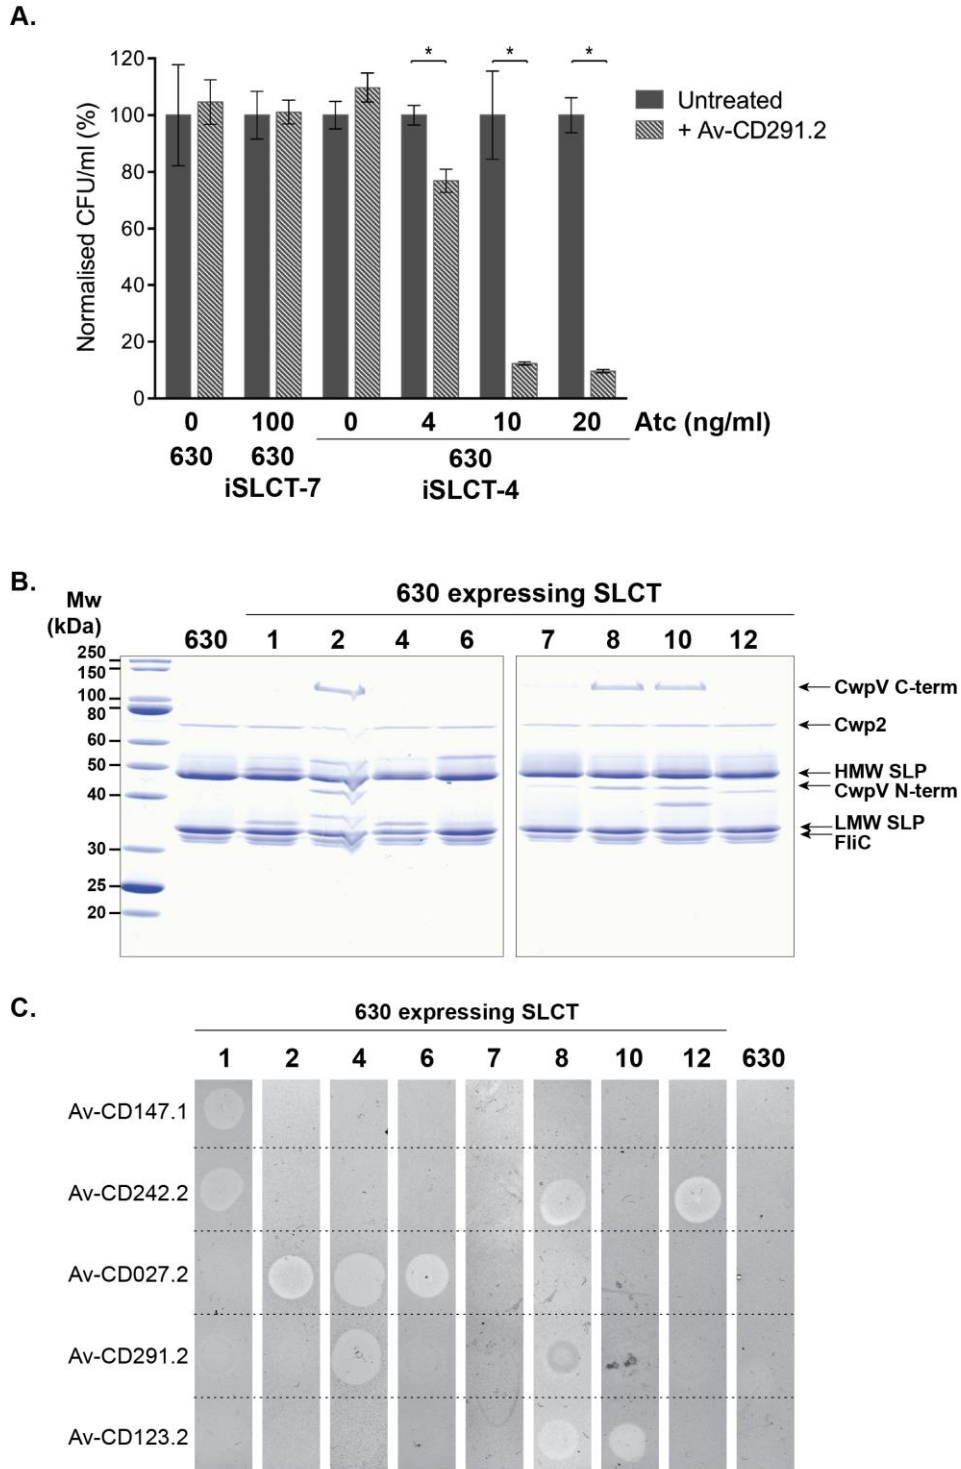 A.
120
100
80
60
40
20
0
Normalised CFU/ml (%)
* * *
Untreated
+ Av-CD291.2
0 100 0 4 10 20 Atc (ng/ml)
630 630 630
iSLCT-7 iSLCT-4
B.
630 expressing SLCT
Mw
(kDa)
630 1 2 4 6 7 8 10 12
250
150
100
80
60
50
40
30
25
20
CwpV C-term
Cwp2
HMW SLP
CwpV N-term
LMW SLP
FliC
C.
630 expressing SLCT
1 2 4 6 7 8 10 12 630
Av-CD147.1
Av-CD242.2
Av-CD027.2
Av-CD291.2
Av-CD123.2